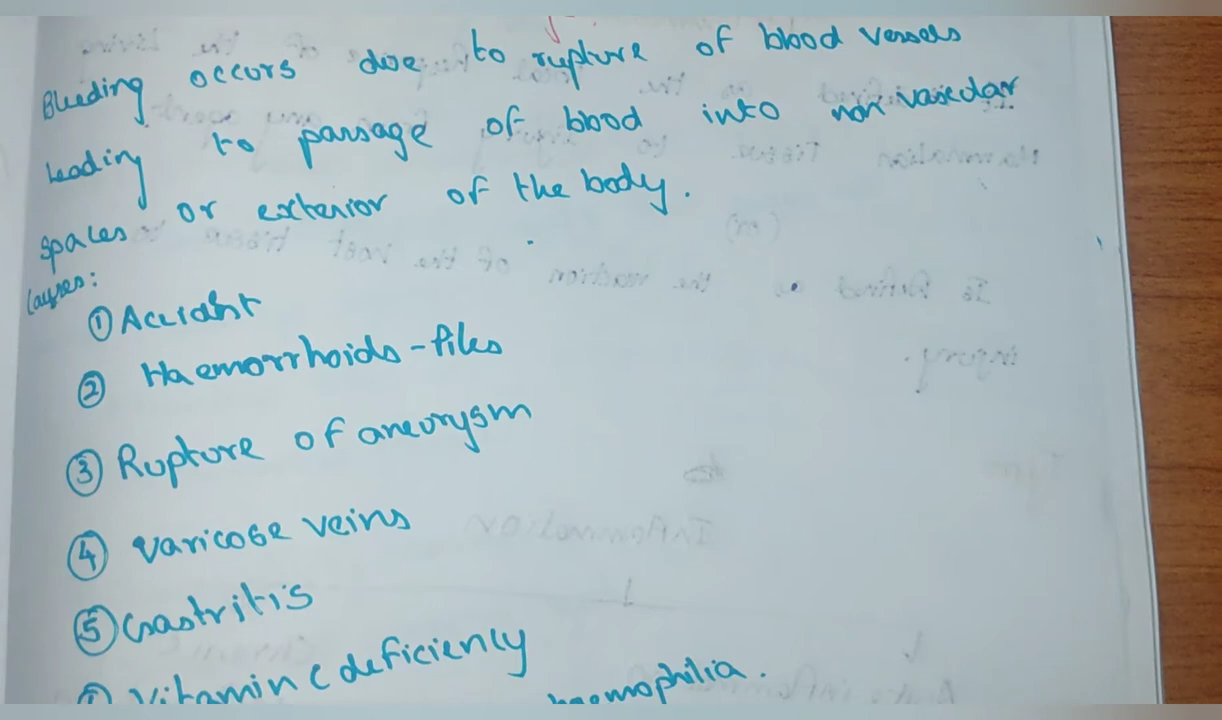 Bleeding occurs due to rupture of blood vessels
leading to passage of blood into non vascular
spaces or exterior of the body.
Causes:
① Accident
② Haemorrhoids - Piles
③ Rupture of aneurysm
④ Varicose veins
⑤ Gastritis
Vitamin C deficiency
haemophilia.